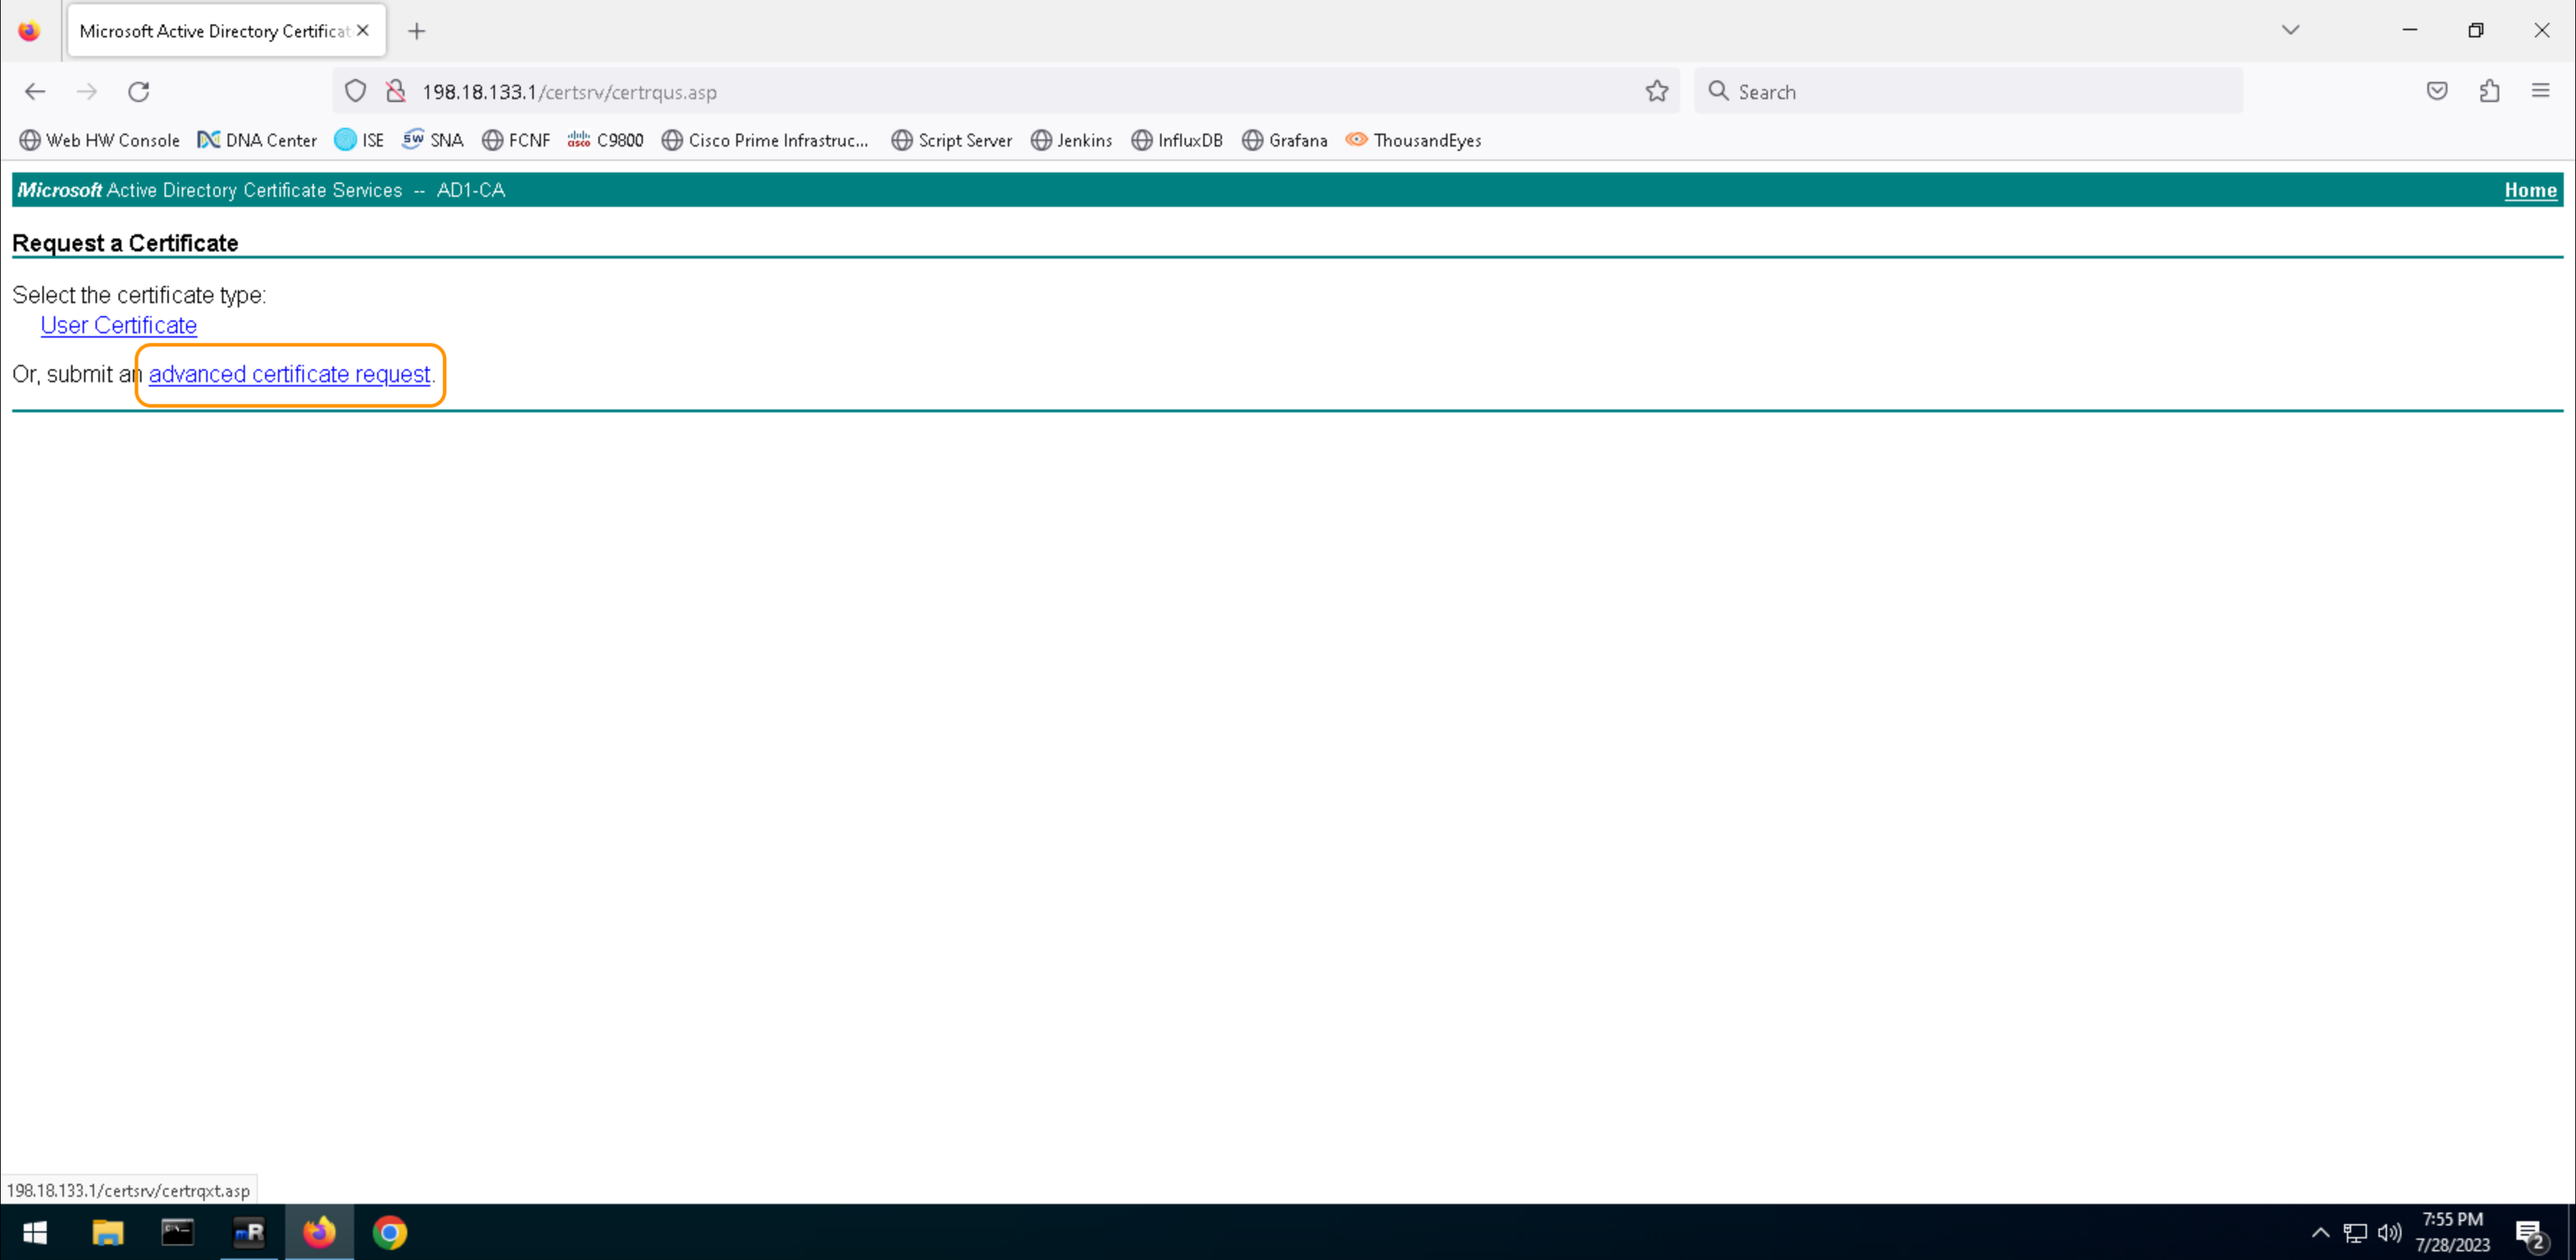 Microsoft Active Directory Certificat
198.18.133.1/certsrv/certrqus.asp
Search
Web HW Console DNA Center ISE SNA FCNF C9800 Cisco Prime Infrastruc... Script Server Jenkins InfluxDB Grafana ThousandEyes
Microsoft Active Directory Certificate Services -- AD1-CA
Home
Request a Certificate
Select the certificate type:
User Certificate
Or, submit an advanced certificate request.
198.18.133.1/certsrv/certrqxt.asp
7:55 PM
7/28/2023
2